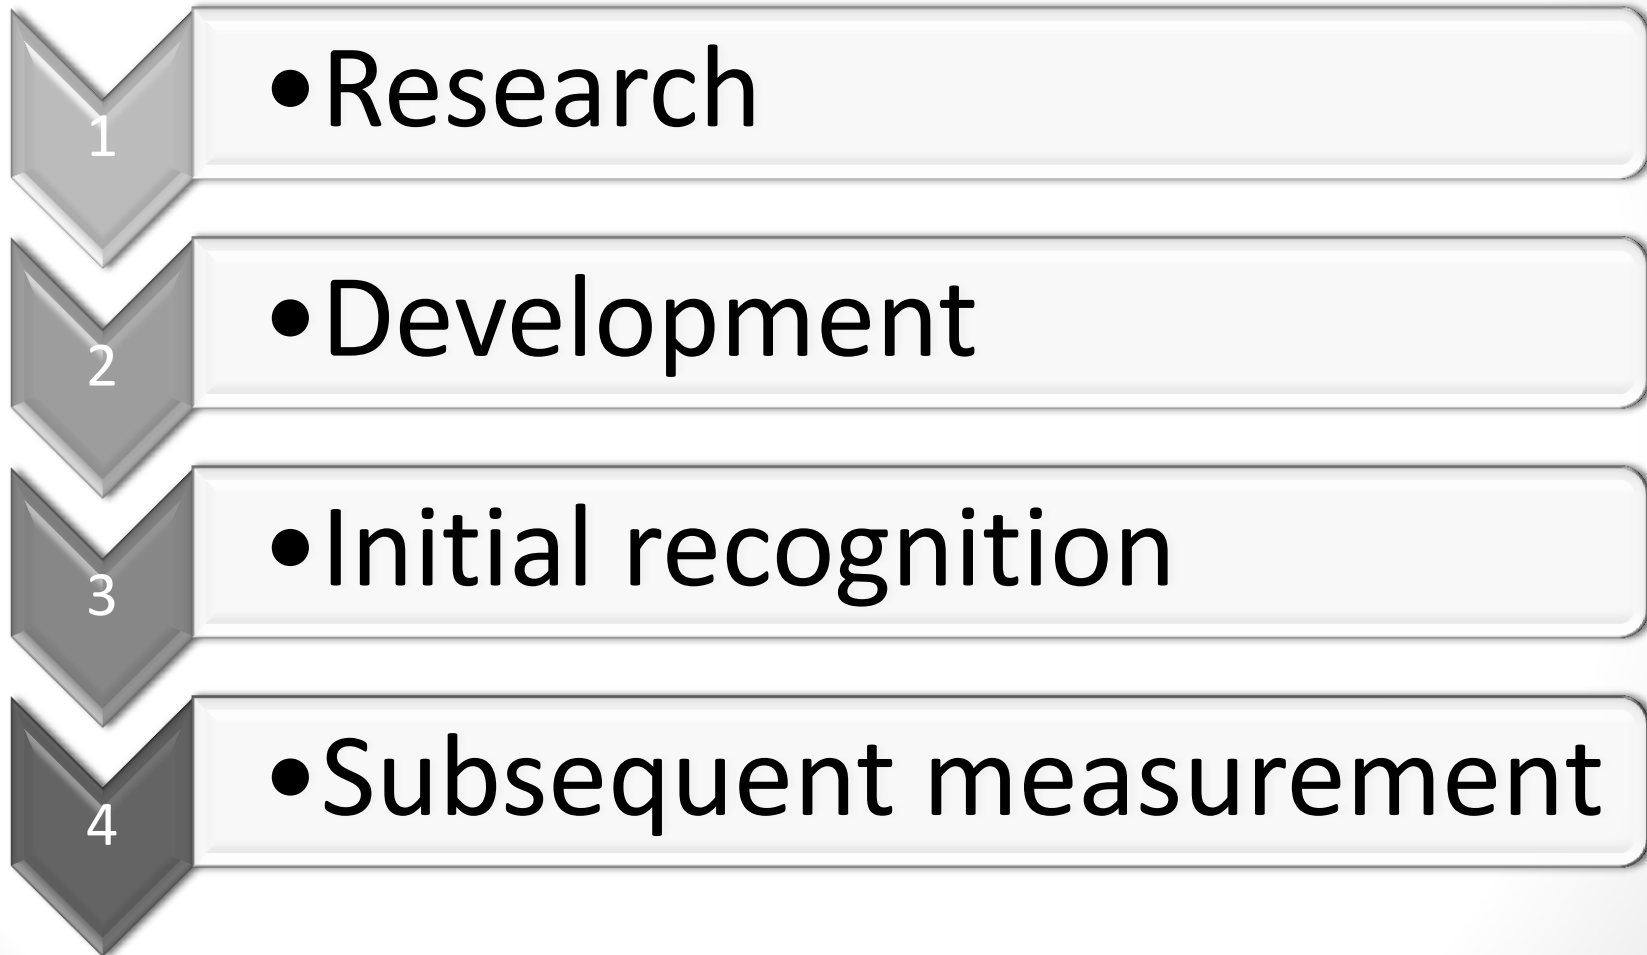 1
•Research
2
•Development
3
•Initial recognition
4
•Subsequent measurement